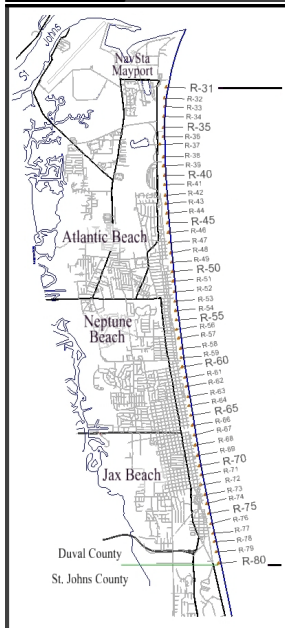 St. Johns
NavSta
Mayport
R-31
R-32
R-33
R-34
R-35
R-36
R-37
R-38
R-39
R-40
R-41
R-42
R-43
R-44
R-45
R-46
Atlantic Beach
R-47
R-48
R-49
R-50
R-51
R-52
R-53
R-54
R-55
Neptune
Beach
R-56
R-57
R-58
R-59
R-60
R-61
R-62
R-63
R-64
R-65
R-66
R-67
R-68
R-69
R-70
R-71
Jax Beach
R-72
R-73
R-74
R-75
R-76
R-77
R-78
Duval County
R-79
R-80
St. Johns County